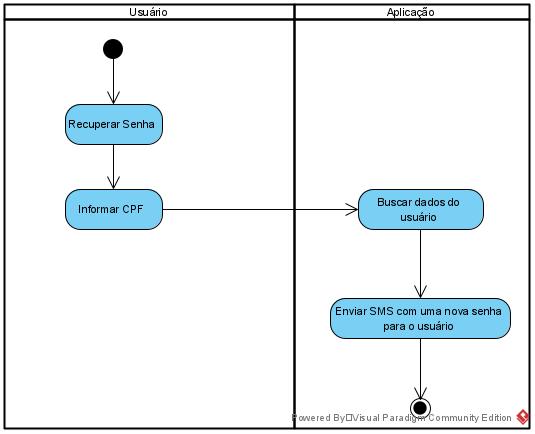 Usuário
Aplicação
Recuperar Senha
Informar CPF
Buscar dados do
usuário
Enviar SMS com uma nova senha
para o usuário
Powered By Visual Paradigm Community Edition